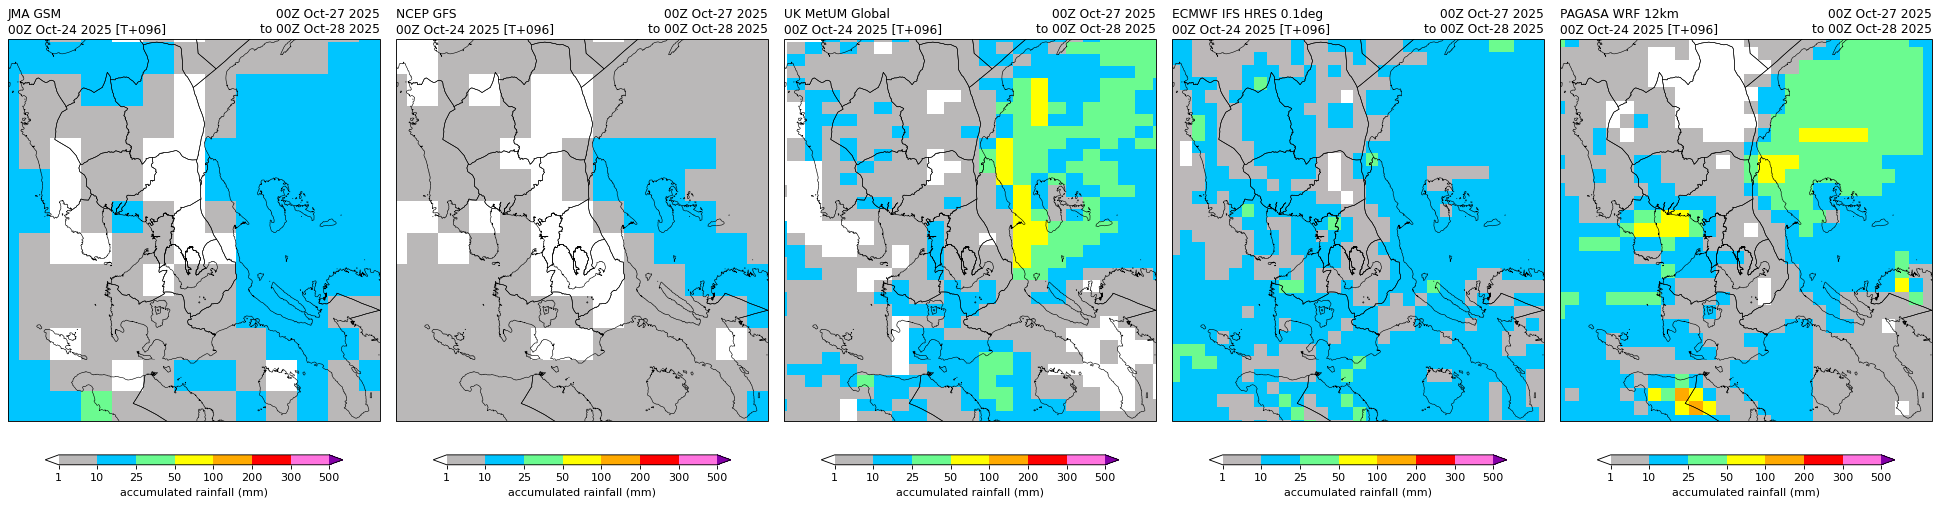 JMA GSM
00Z Oct-24 2025 [T+096]
00Z Oct-27 2025
to 00Z Oct-28 2025
NCEP GFS
00Z Oct-24 2025 [T+096]
00Z Oct-27 2025
to 00Z Oct-28 2025
UK MetUM Global
00Z Oct-24 2025 [T+096]
00Z Oct-27 2025
to 00Z Oct-28 2025
ECMWF IFS HRES 0.1deg
00Z Oct-24 2025 [T+096]
00Z Oct-27 2025
to 00Z Oct-28 2025
PAGASA WRF 12km
00Z Oct-24 2025 [T+096]
00Z Oct-27 2025
to 00Z Oct-28 2025
1 10 25 50 100 200 300 500
accumulated rainfall (mm)
1 10 25 50 100 200 300 500
accumulated rainfall (mm)
1 10 25 50 100 200 300 500
accumulated rainfall (mm)
1 10 25 50 100 200 300 500
accumulated rainfall (mm)
1 10 25 50 100 200 300 500
accumulated rainfall (mm)